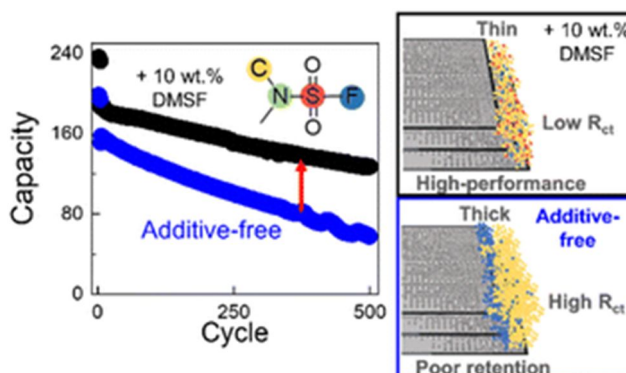 240
160
80
0
Capacity
+ 10 wt.%
DMSF
C
O
N
S
F
O
Additive-free
0
250
500
Cycle
Thin
+ 10 wt.%
DMSF
Low Rct
High-performance
Thick
Additive-
free
High Rct
Poor retention